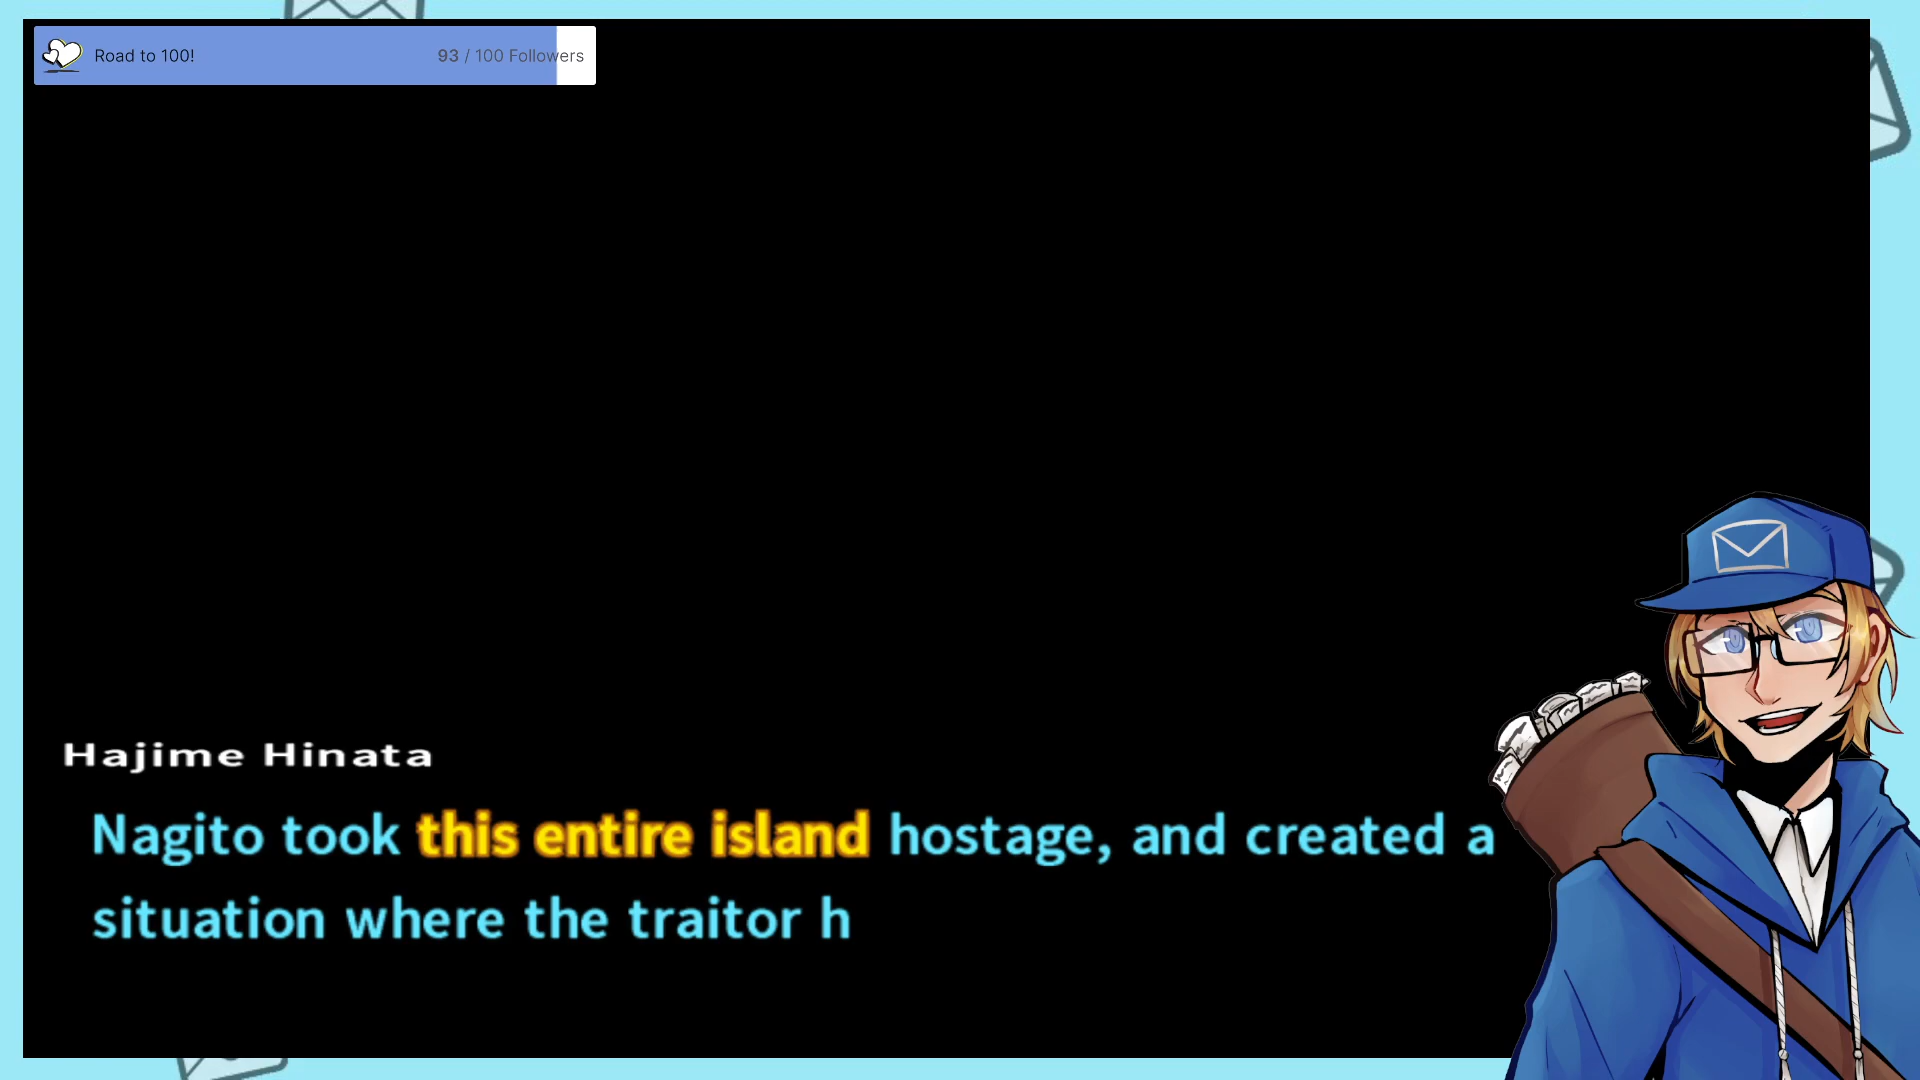 Road to 100!
93 / 100 Followers
Hajime Hinata
Nagito took this entire island hostage, and created a
situation where the traitor h